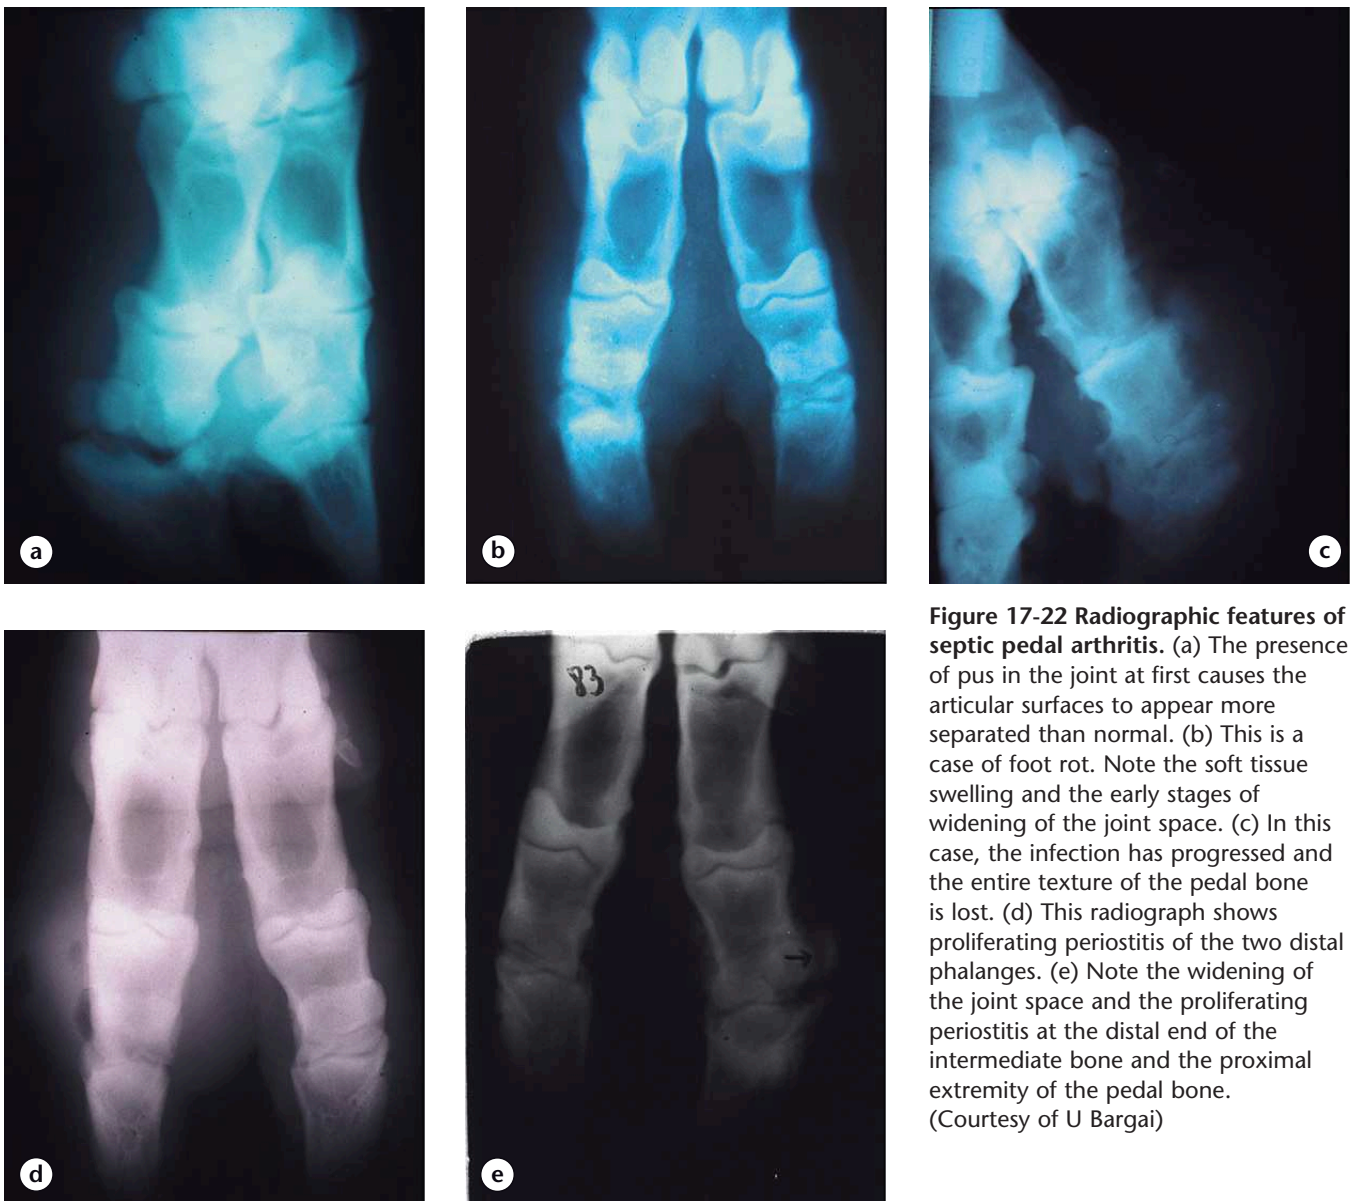 a
b
c
d
83
e
Figure 17-22 Radiographic features of
septic pedal arthritis. (a) The presence
of pus in the joint at first causes the
articular surfaces to appear more
separated than normal. (b) This is a
case of foot rot. Note the soft tissue
swelling and the early stages of
widening of the joint space. (c) In this
case, the infection has progressed and
the entire texture of the pedal bone
is lost. (d) This radiograph shows
proliferating periostitis of the two distal
phalanges. (e) Note the widening of
the joint space and the proliferating
periostitis at the distal end of the
intermediate bone and the proximal
extremity of the pedal bone.
(Courtesy of U Bargai)